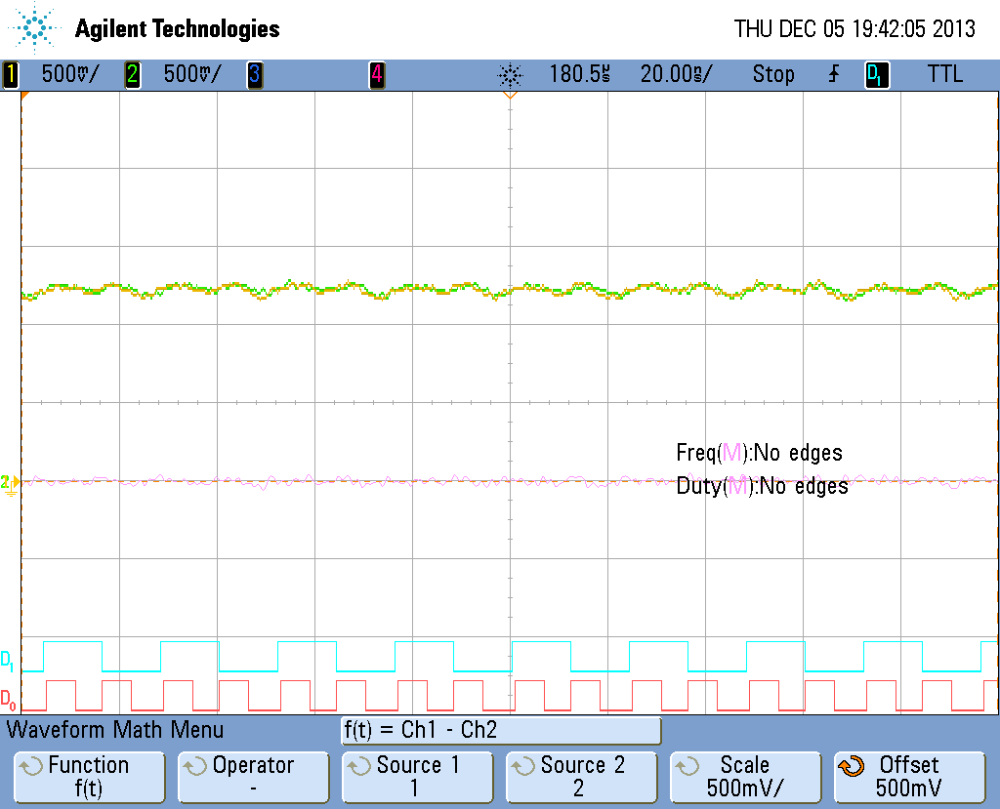 Agilent Technologies
THU DEC 05 19:42:05 2013
1 500mV/ 2 500mV/ 3 4 180.5us 20.00ns/ Stop D1 TTL
Freq(M):No edges
Duty(M):No edges
2
D1
D0
Waveform Math Menu
f(t) = Ch1 - Ch2
Function Operator Source 1 Source 2 Scale Offset
f(t) - 1 2 500mV/ 500mV